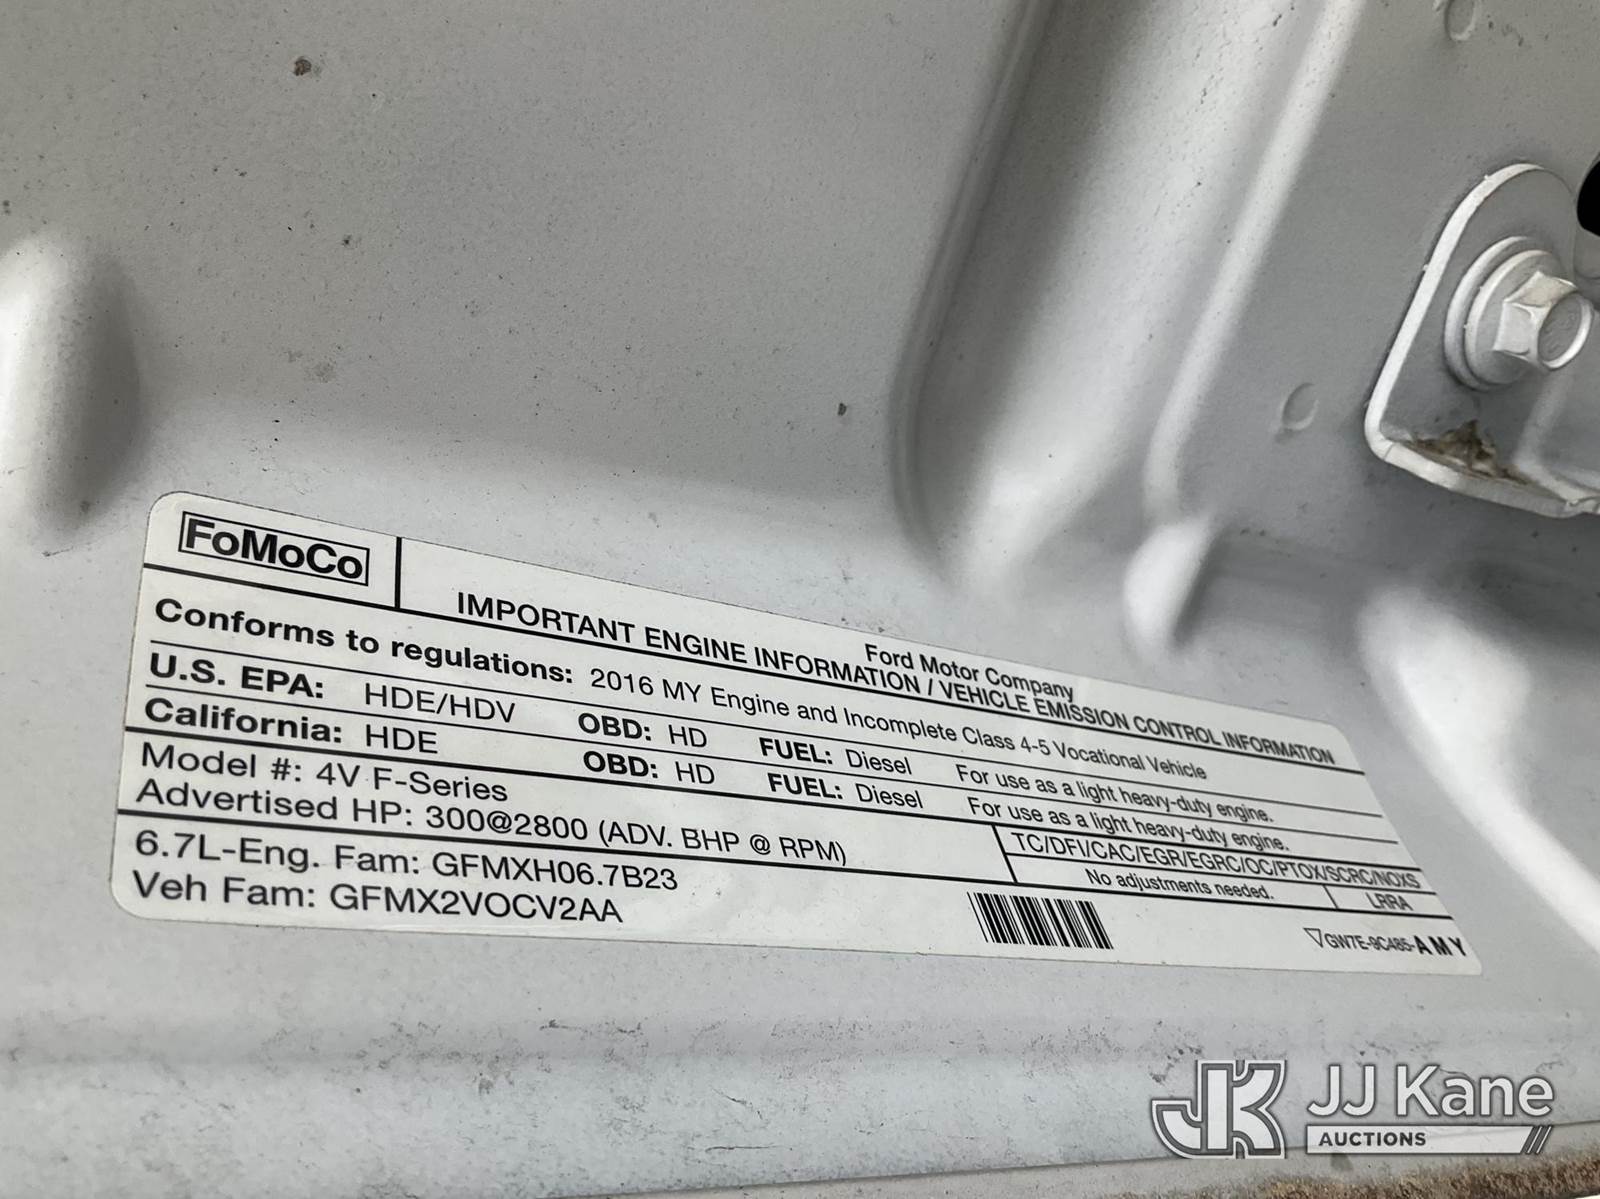 FoMoCo
Ford Motor Company
IMPORTANT ENGINE INFORMATION / VEHICLE EMISSION CONTROL INFORMATION
Conforms to regulations: 2016 MY Engine and Incomplete Class 4-5 Vocational Vehicle
U.S. EPA: HDE/HDV OBD: HD FUEL: Diesel For use as a light heavy-duty engine.
California: HDE OBD: HD FUEL: Diesel For use as a light heavy-duty engine.
Model #: 4V F-Series
Advertised HP: 300@2800 (ADV. BHP @ RPM)
TC/DFI/CAC/EGR/EGRC/OC/PTOX/SCRC/NOXS
No adjustments needed. LRRA
6.7L-Eng. Fam: GFMXH06.7B23
Veh Fam: GFMX2VOCV2AA
GW7E-9C485-AMY
JK JJ Kane
AUCTIONS